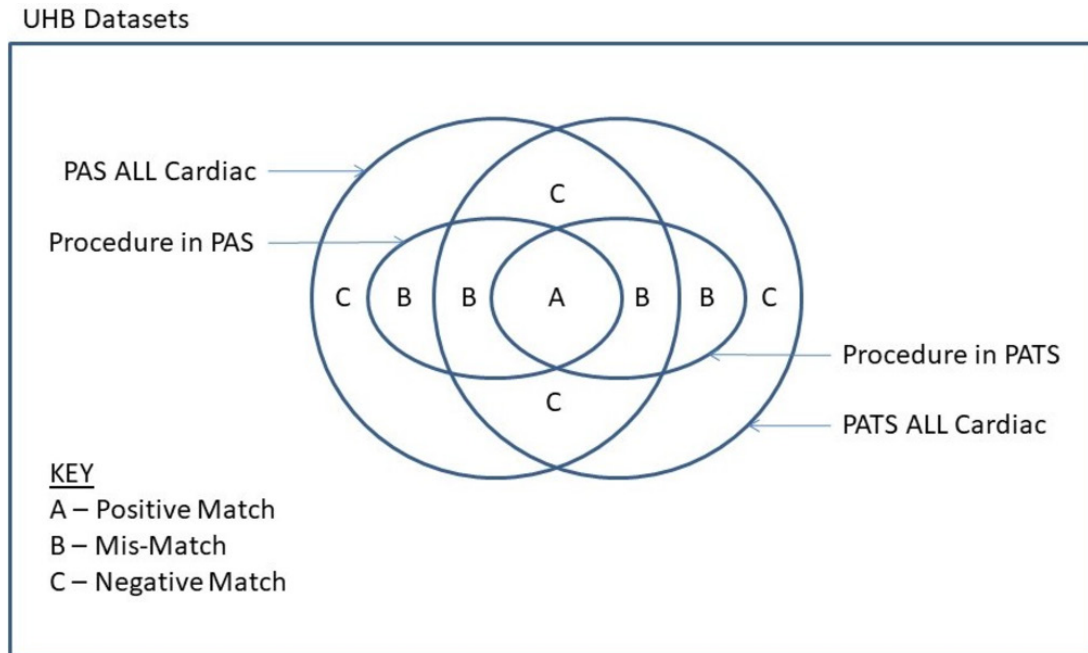 UHB Datasets
PAS ALL Cardiac
C
Procedure in PAS
C B B A B B C
Procedure in PATS
C
PATS ALL Cardiac
KEY
A – Positive Match
B – Mis-Match
C – Negative Match